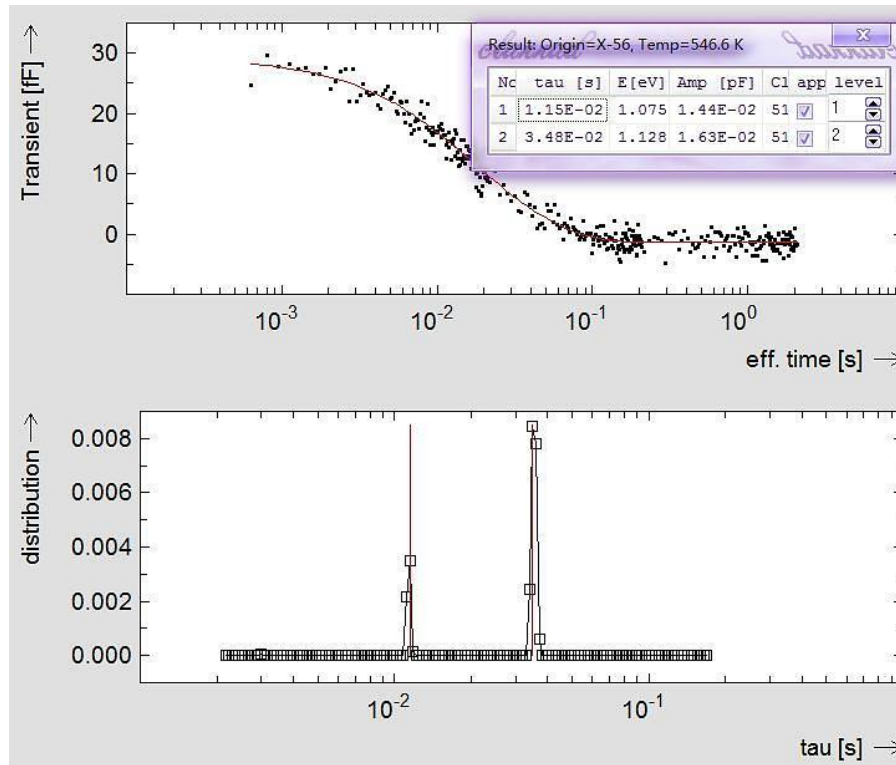 Transient [fF]
30
20
10
0
10-3
10-2
10-1
100
eff. time [s]
Result: Origin=X-56, Temp=546.6 K
x
No tau [s] E[eV] Amp [pF] Cl app level
1 1.15E-02 1.075 1.44E-02 51 1
2 3.48E-02 1.128 1.63E-02 51 2
distribution
0.008
0.006
0.004
0.002
0.000
10-2
10-1
tau [s]